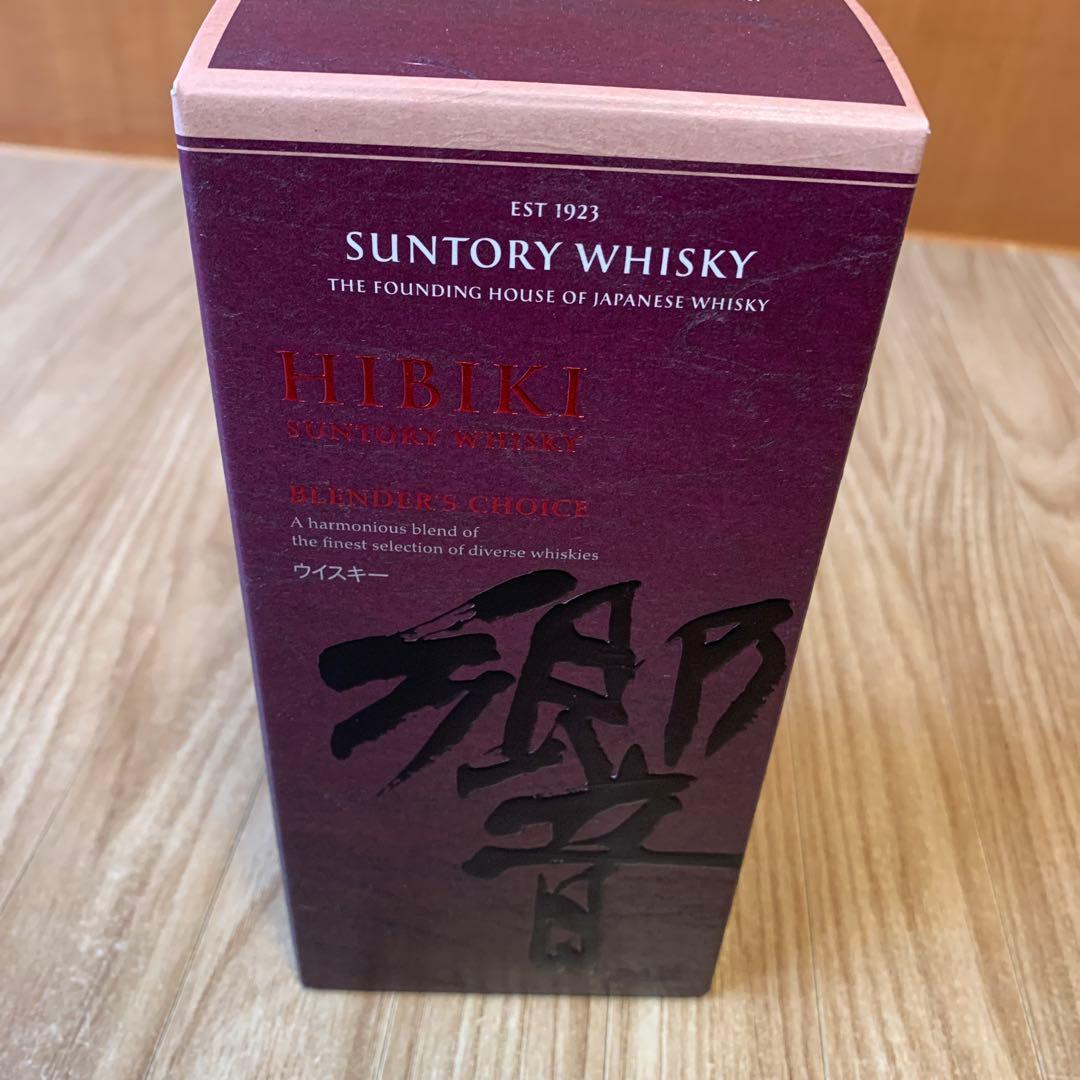 EST 1923
SUNTORY WHISKY
THE FOUNDING HOUSE OF JAPANESE WHISKY
HIBIKI
SUNTORY WHISKY
BLENDER'S CHOICE
A harmonious blend of
the finest selection of diverse whiskies
ウイスキー
響